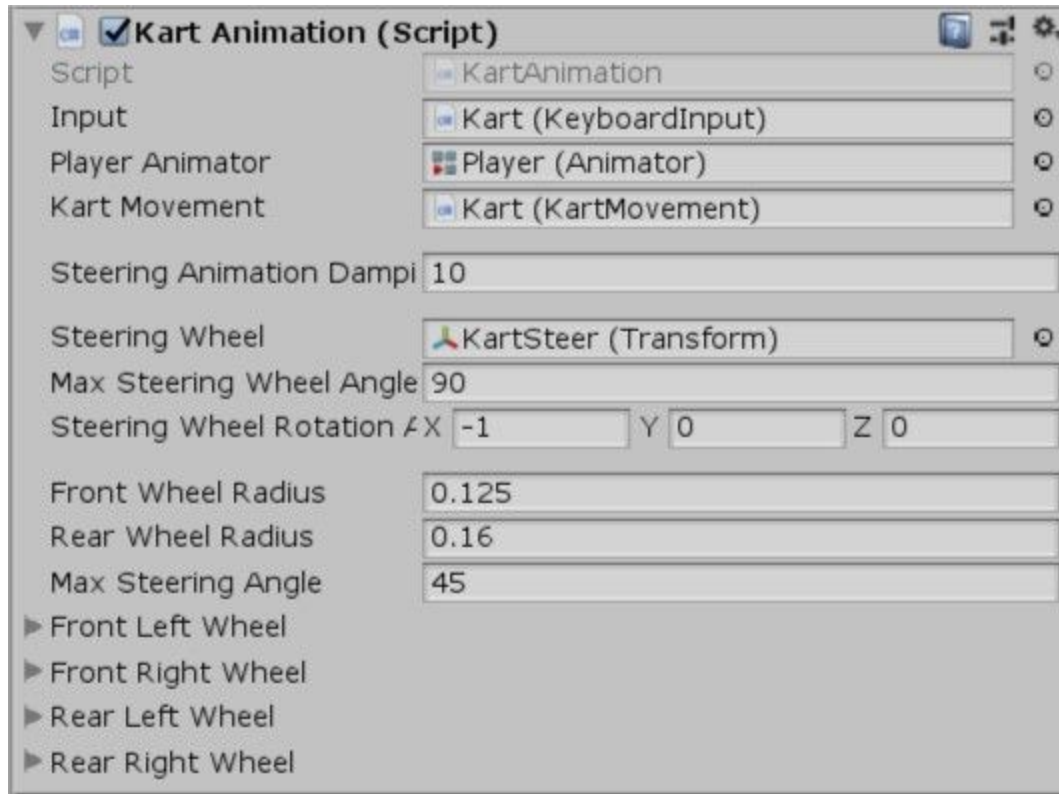 Kart Animation (Script)
Script KartAnimation
Input Kart (KeyboardInput)
Player Animator Player (Animator)
Kart Movement Kart (KartMovement)
Steering Animation Dampi 10
Steering Wheel KartSteer (Transform)
Max Steering Wheel Angle 90
Steering Wheel Rotation A X -1 Y 0 Z 0
Front Wheel Radius 0.125
Rear Wheel Radius 0.16
Max Steering Angle 45
Front Left Wheel
Front Right Wheel
Rear Left Wheel
Rear Right Wheel